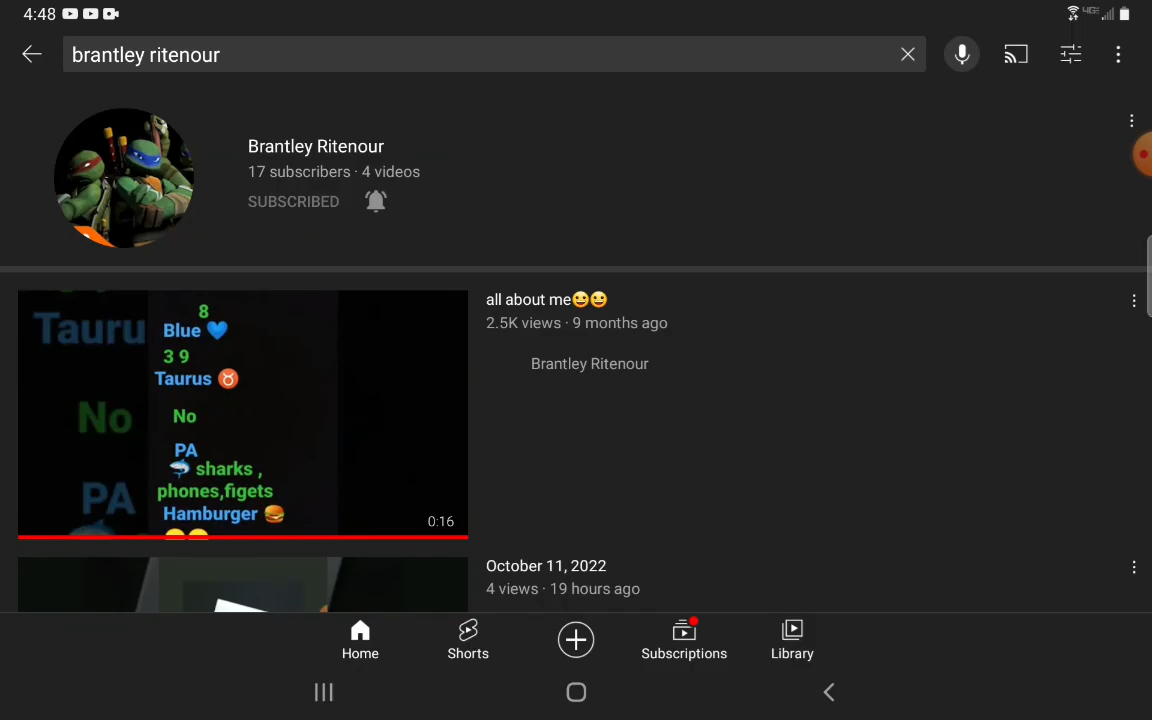 4:48
brantley ritenour
Brantley Ritenour
17 subscribers · 4 videos
SUBSCRIBED
8
Blue 💙
3 9
Taurus ♉
No
PA
🦈 sharks ,
phones,figets
Hamburger 🍔
Tauru
No
PA
0:16
all about me😀😀
2.5K views · 9 months ago
Brantley Ritenour
October 11, 2022
4 views · 19 hours ago
Home
Shorts
Subscriptions
Library